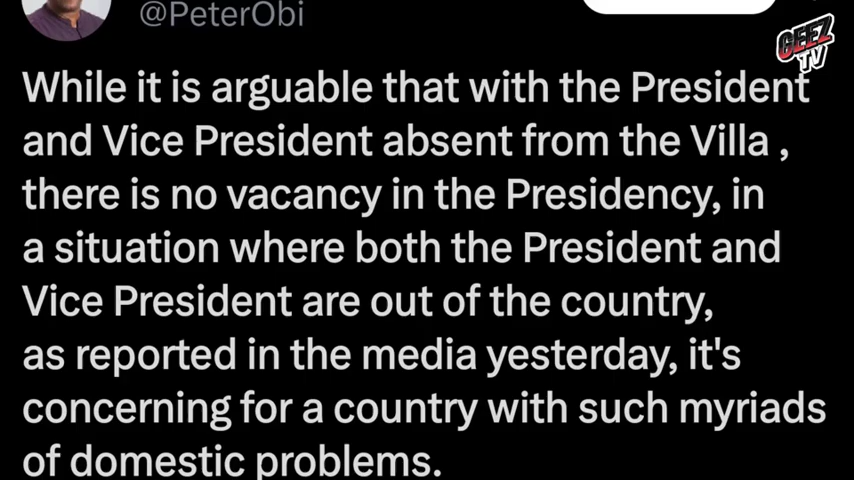 @PeterObi
GEEZ
TV
While it is arguable that with the President
and Vice President absent from the Villa ,
there is no vacancy in the Presidency, in
a situation where both the President and
Vice President are out of the country,
as reported in the media yesterday, it's
concerning for a country with such myriads
of domestic problems.